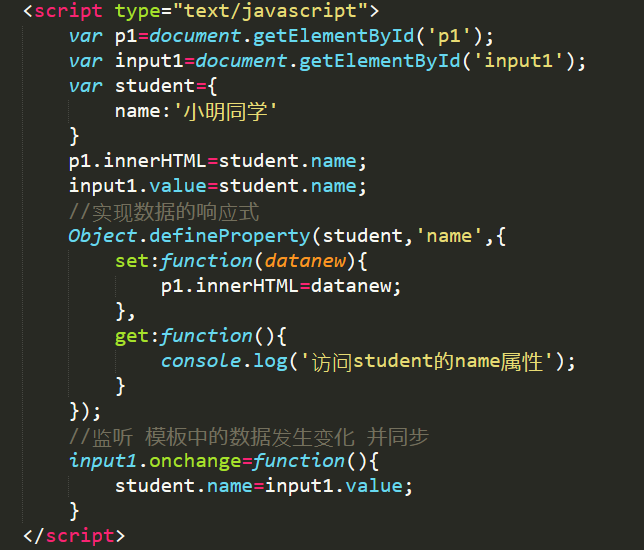 <script type="text/javascript">
    var p1=document.getElementById('p1');
    var input1=document.getElementById('input1');
    var student={
        name:'小明同学'
    }
    p1.innerHTML=student.name;
    input1.value=student.name;
    //实现数据的响应式
    Object.defineProperty(student,'name',{
        set:function(datanew){
            p1.innerHTML=datanew;
        },
        get:function(){
            console.log('访问student的name属性');
        }
    });
    //监听 模板中的数据发生变化 并同步
    input1.onchange=function(){
        student.name=input1.value;
    }
</script>